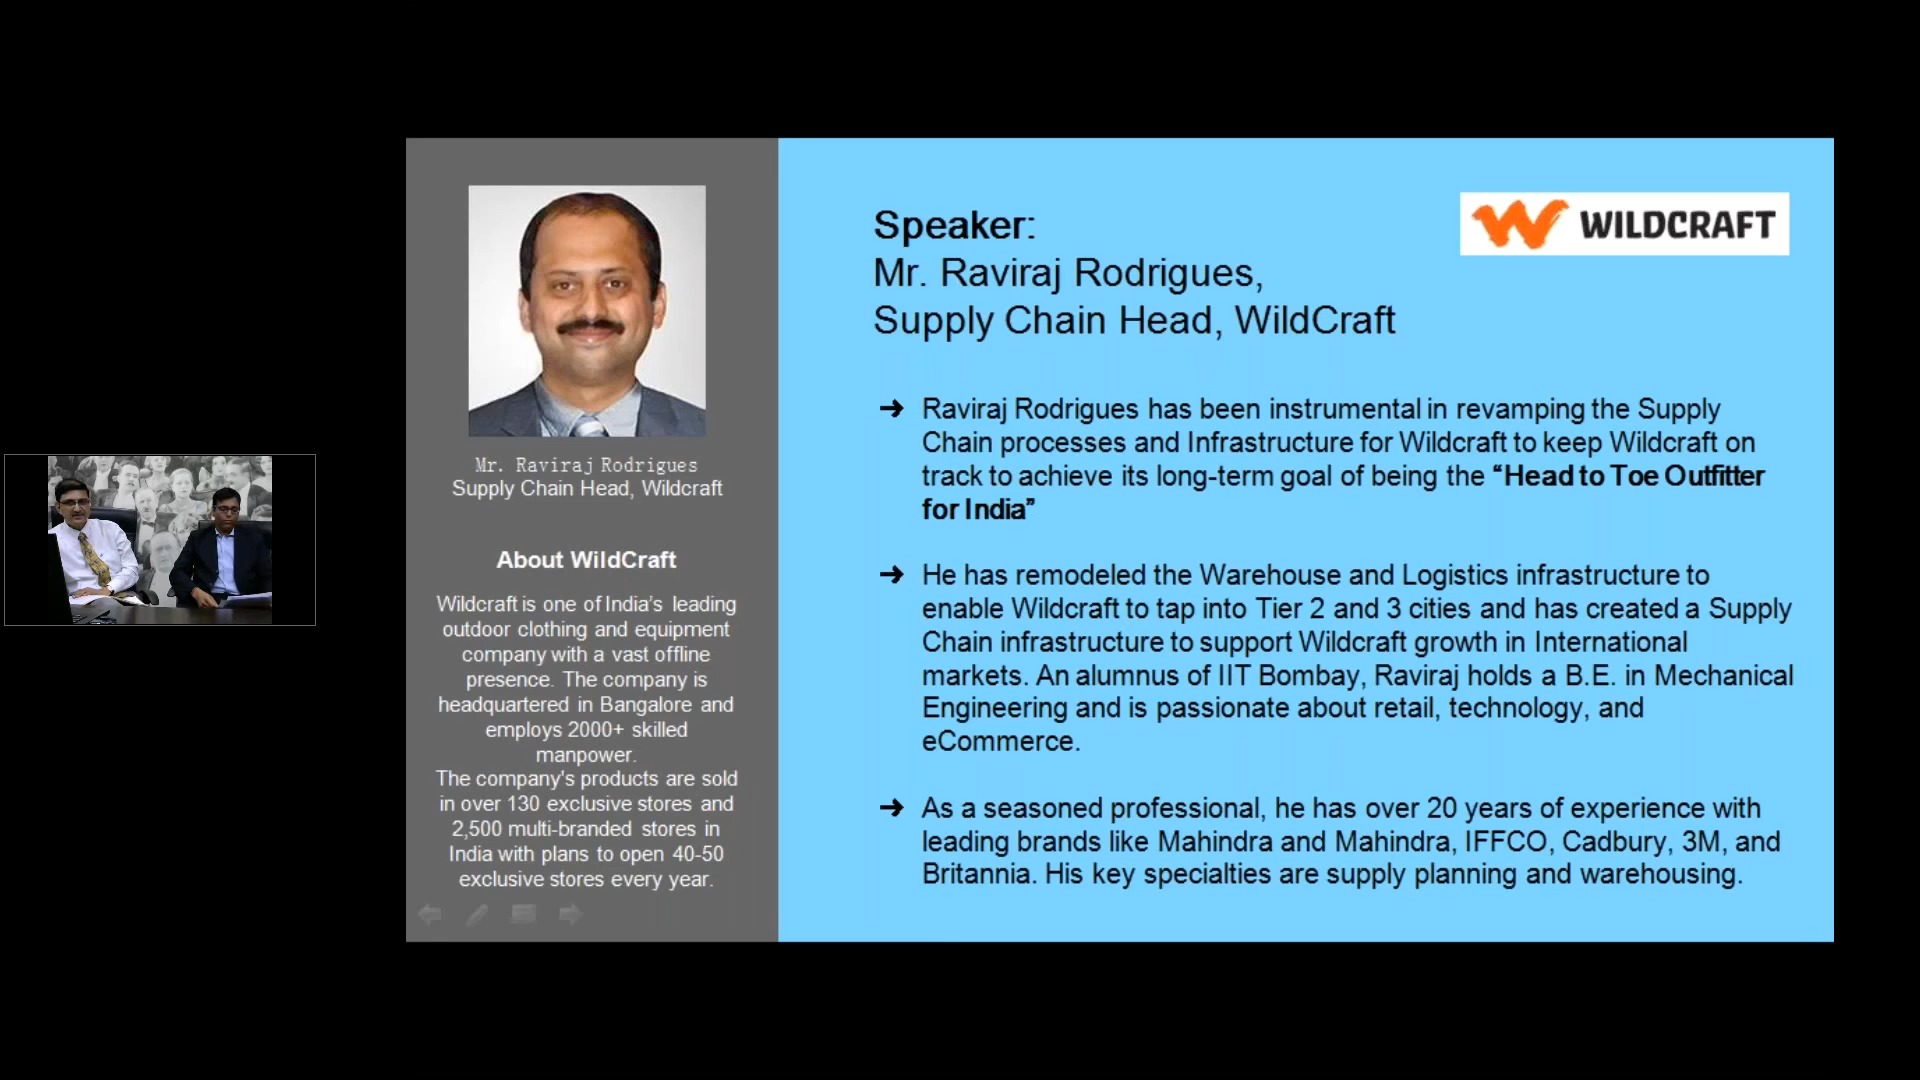 Mr. Raviraj Rodrigues
Supply Chain Head, Wildcraft
About WildCraft
Wildcraft is one of India’s leading
outdoor clothing and equipment
company with a vast offline
presence. The company is
headquartered in Bangalore and
employs 2000+ skilled
manpower.
The company's products are sold
in over 130 exclusive stores and
2,500 multi-branded stores in
India with plans to open 40-50
exclusive stores every year.
WILDCRAFT
Speaker:
Mr. Raviraj Rodrigues,
Supply Chain Head, WildCraft
➔ Raviraj Rodrigues has been instrumental in revamping the Supply
Chain processes and Infrastructure for Wildcraft to keep Wildcraft on
track to achieve its long-term goal of being the “Head to Toe Outfitter
for India”
➔ He has remodeled the Warehouse and Logistics infrastructure to
enable Wildcraft to tap into Tier 2 and 3 cities and has created a Supply
Chain infrastructure to support Wildcraft growth in International
markets. An alumnus of IIT Bombay, Raviraj holds a B.E. in Mechanical
Engineering and is passionate about retail, technology, and
eCommerce.
➔ As a seasoned professional, he has over 20 years of experience with
leading brands like Mahindra and Mahindra, IFFCO, Cadbury, 3M, and
Britannia. His key specialties are supply planning and warehousing.